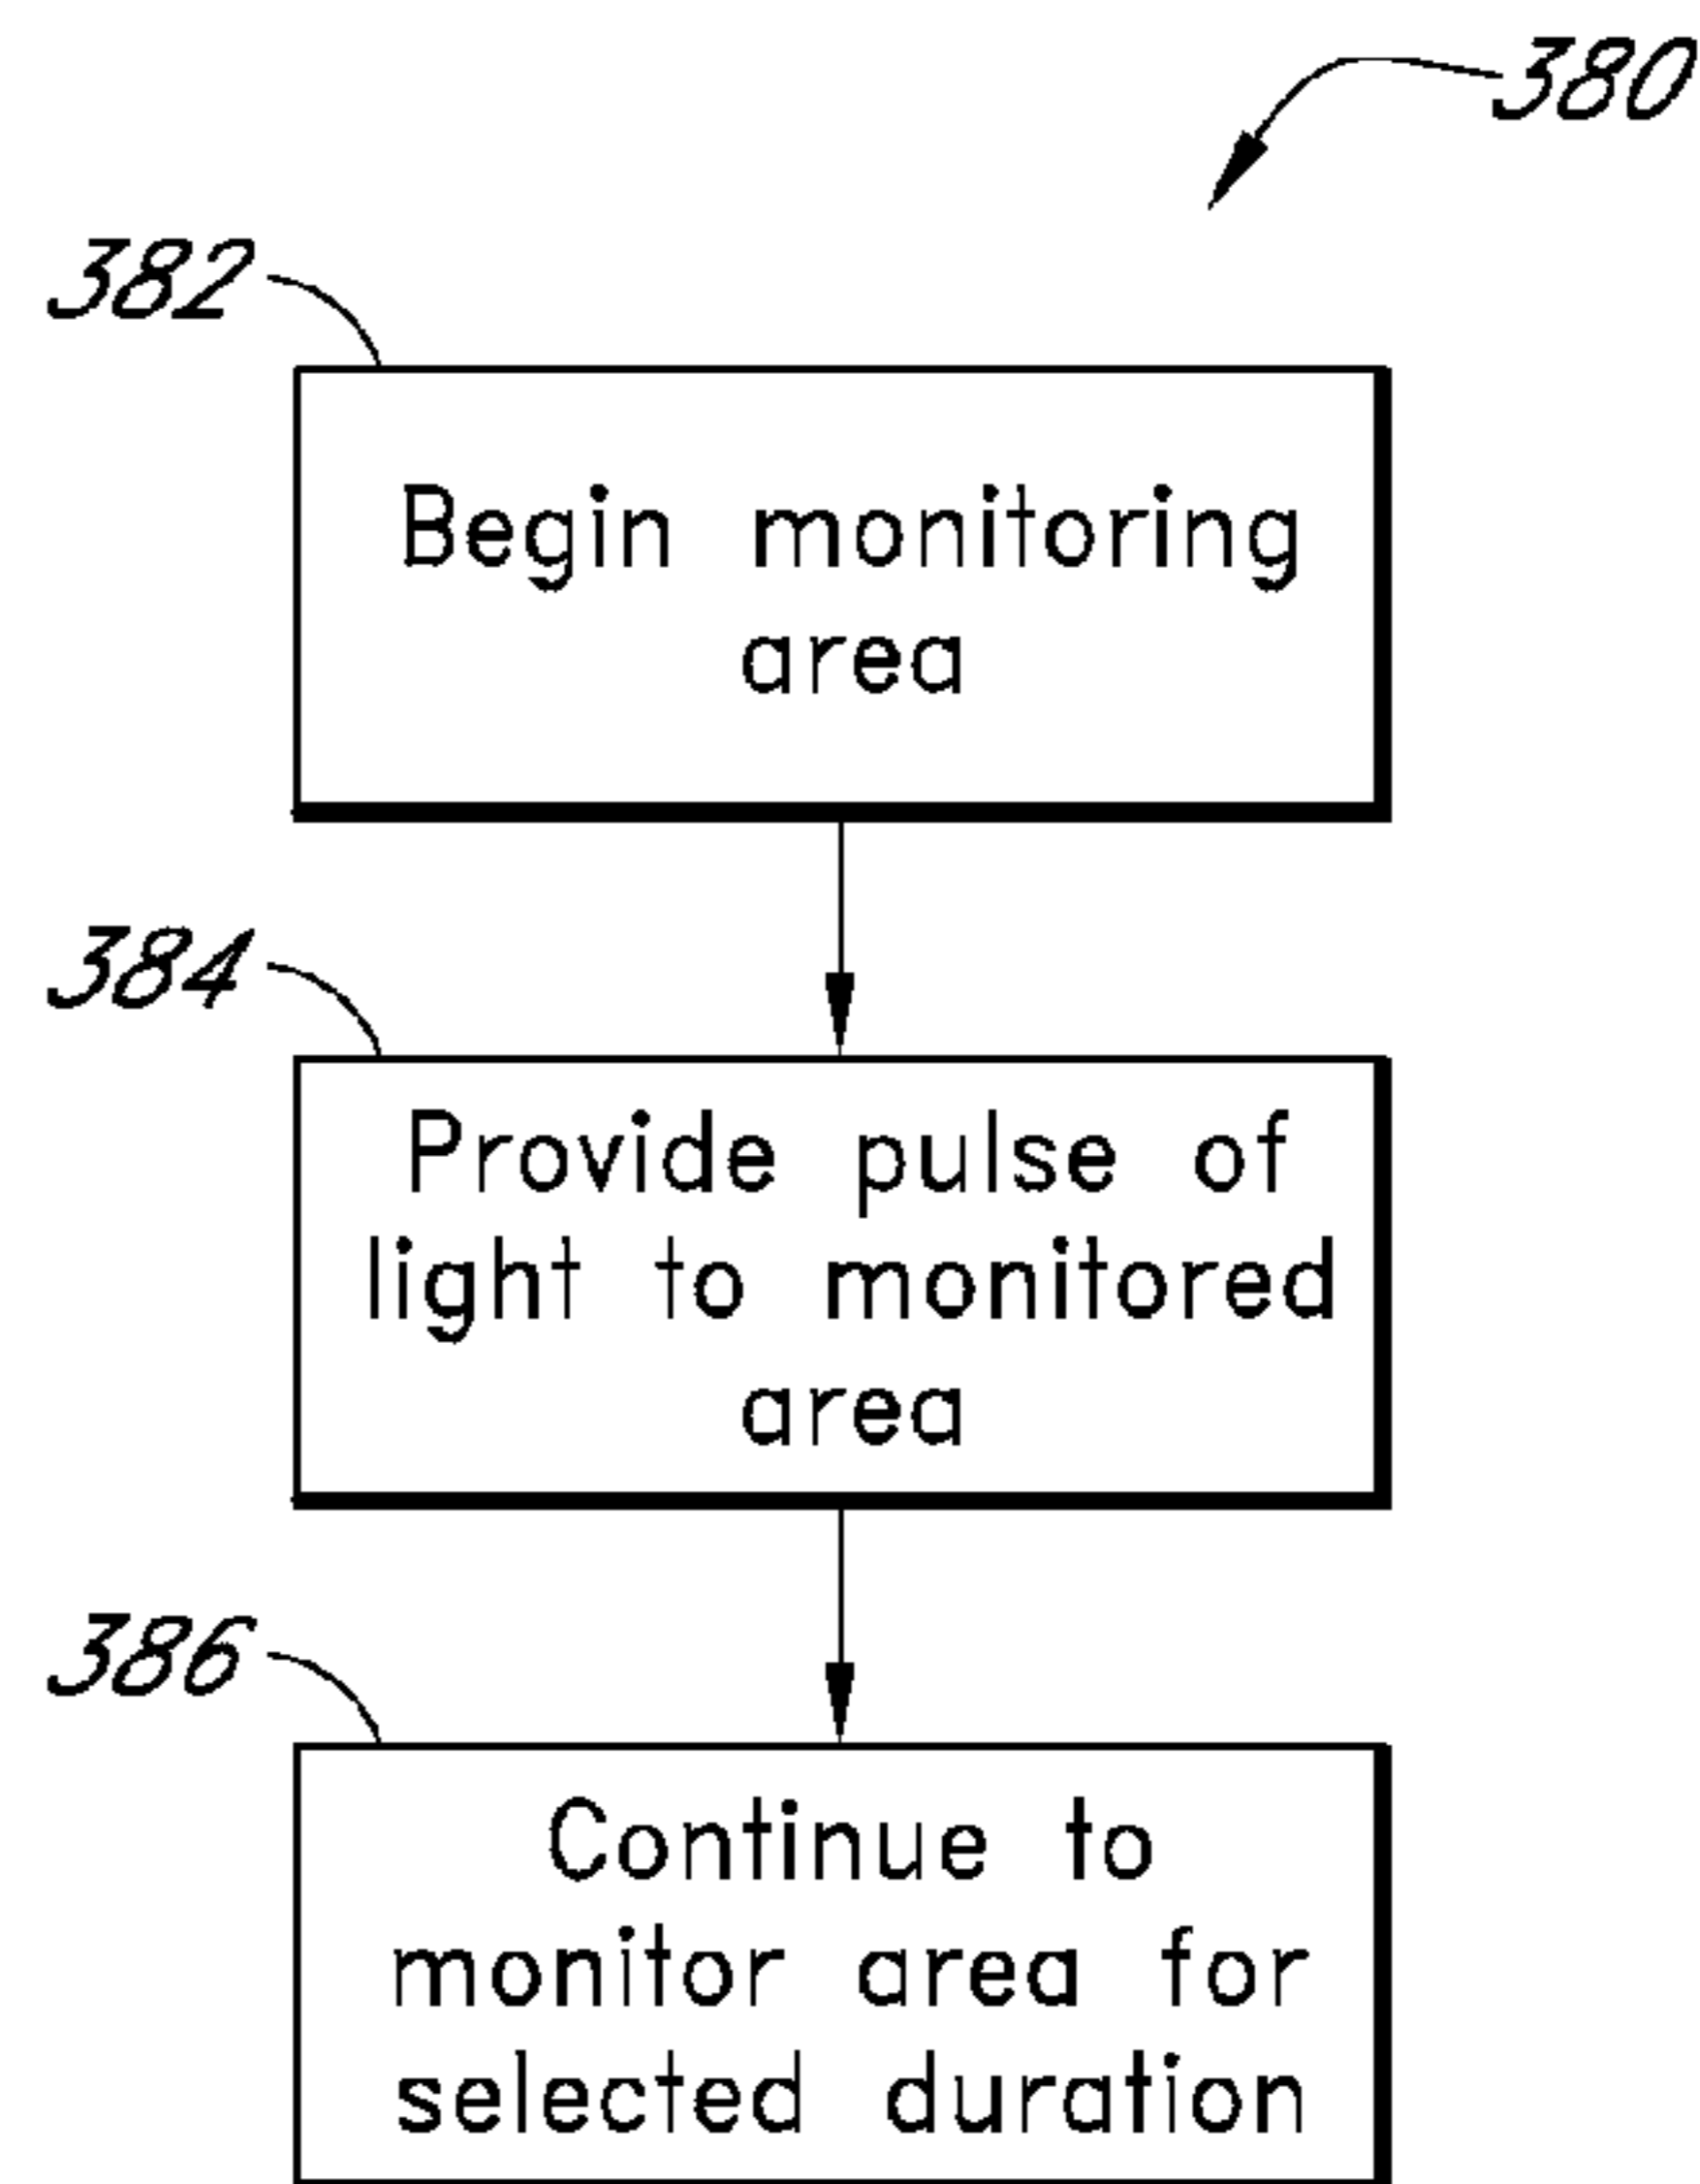 380
382
Begin monitoring
area
384
Provide pulse of
light to monitored
area
386
Continue to
monitor area for
selected duration